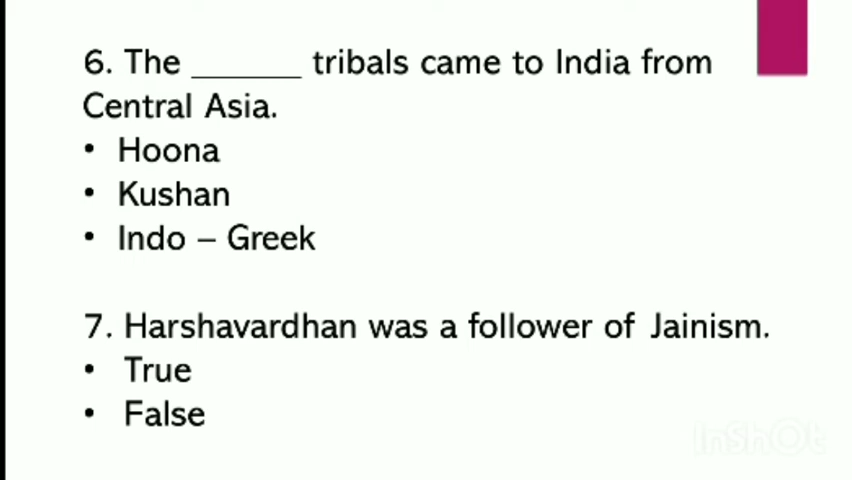 6. The ______ tribals came to India from
Central Asia.
• Hoona
• Kushan
• Indo – Greek
7. Harshavardhan was a follower of Jainism.
• True
• False
InShOt